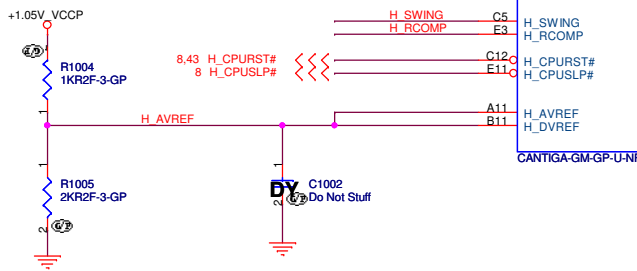 +1.05V_VCCP
R1004
1KR2F-3-GP
1
H_AVREF
1
R1005
2KR2F-3-GP
2
1
C1002
DY
Do Not Stuff
2
H_SWING
C5
H_SWING
H_RCOMP
E3
H_RCOMP
8,43 H_CPURST#
C12
H_CPURST#
8 H_CPUSLP#
E11
H_CPUSLP#
A11
H_AVREF
B11
H_DVREF
CANTIGA-GM-GP-U-NF